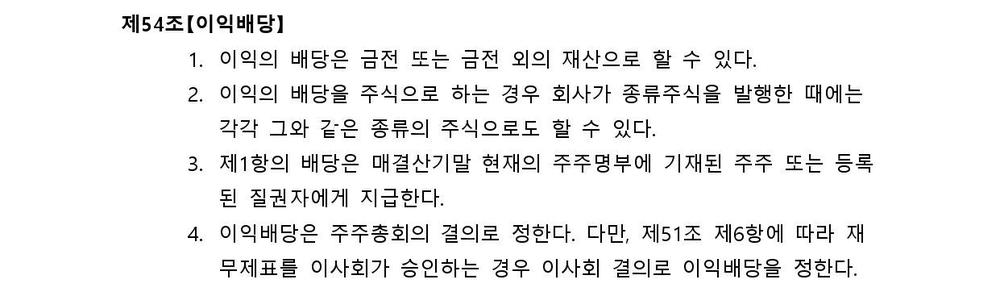 제54조【이익배당】
1. 이익의 배당은 금전 또는 금전 외의 재산으로 할 수 있다.
2. 이익의 배당을 주식으로 하는 경우 회사가 종류주식을 발행한 때에는
각각 그와 같은 종류의 주식으로도 할 수 있다.
3. 제1항의 배당은 매결산기말 현재의 주주명부에 기재된 주주 또는 등록
된 질권자에게 지급한다.
4. 이익배당은 주주총회의 결의로 정한다. 다만, 제51조 제6항에 따라 재
무제표를 이사회가 승인하는 경우 이사회 결의로 이익배당을 정한다.